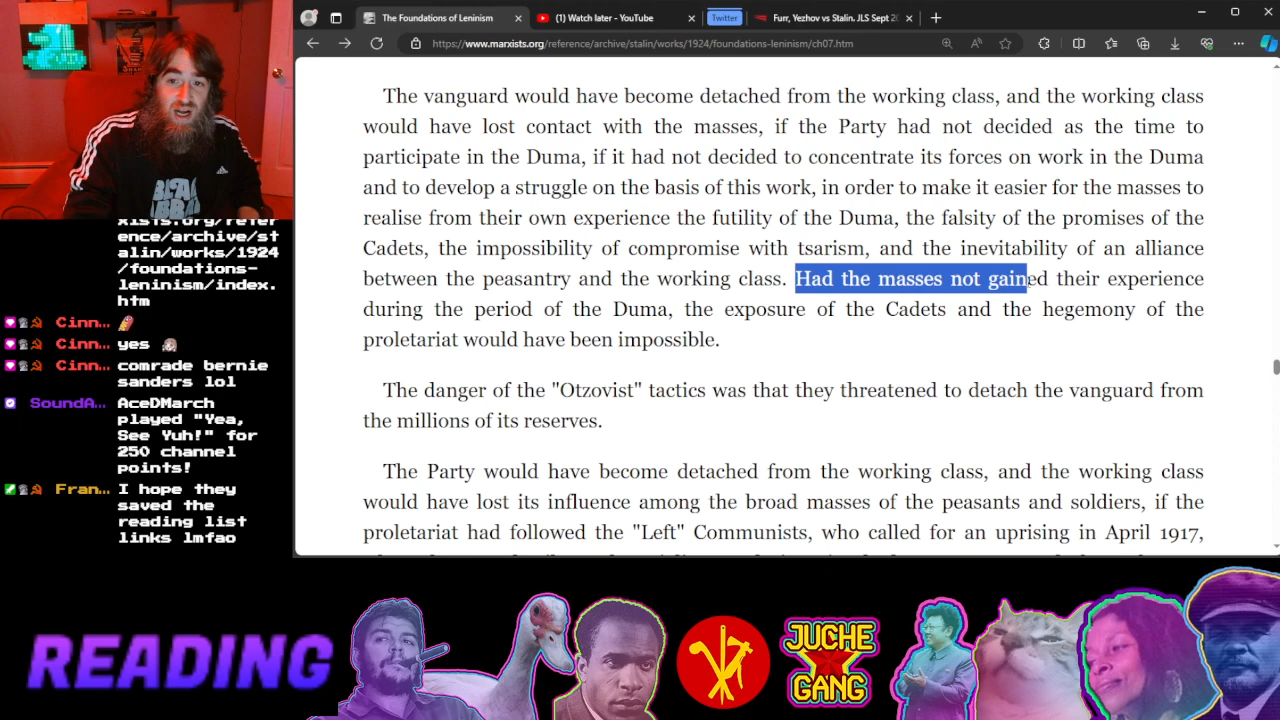 The Foundations of Leninism
(1) Watch later - YouTube
Twitter
Furr, Yezhov vs Stalin. JLS Sept 20
https://www.marxists.org/reference/archive/stalin/works/1924/foundations-leninism/ch07.htm
The vanguard would have become detached from the working class, and the working class
would have lost contact with the masses, if the Party had not decided as the time to
participate in the Duma, if it had not decided to concentrate its forces on work in the Duma
and to develop a struggle on the basis of this work, in order to make it easier for the masses to
realise from their own experience the futility of the Duma, the falsity of the promises of the
Cadets, the impossibility of compromise with tsarism, and the inevitability of an alliance
between the peasantry and the working class. Had the masses not gained their experience
during the period of the Duma, the exposure of the Cadets and the hegemony of the
proletariat would have been impossible.
The danger of the "Otzovist" tactics was that they threatened to detach the vanguard from
the millions of its reserves.
The Party would have become detached from the working class, and the working class
would have lost its influence among the broad masses of the peasants and soldiers, if the
proletariat had followed the "Left" Communists, who called for an uprising in April 1917,
xists.org/refer
ence/archive/st
alin/works/1924
/foundations-
leninism/index.
htm
Cinn...
Cinn... yes
Cinn... comrade bernie
sanders lol
SoundA... AceDMarch
played "Yea,
See Yuh!" for
250 channel
points!
Fran... I hope they
saved the
reading list
links lmfao
READING
JUCHE
GANG